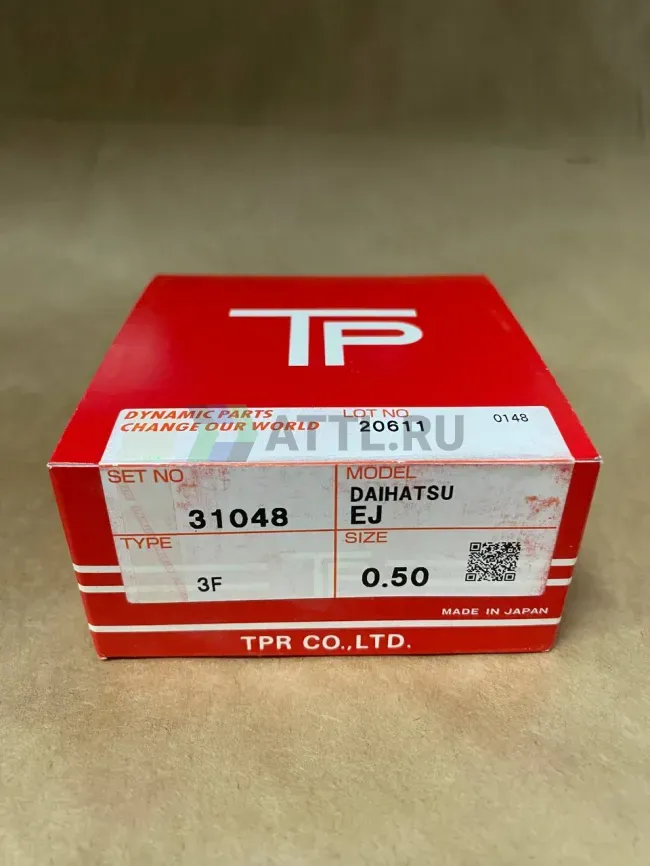 TP
DYNAMIC PARTS
CHANGE OUR WORLD
LOT NO
20611
0148
ATTL.RU
SET NO
31048
MODEL
DAIHATSU
EJ
TYPE
3F
SIZE
0.50
MADE IN JAPAN
TPR CO.,LTD.